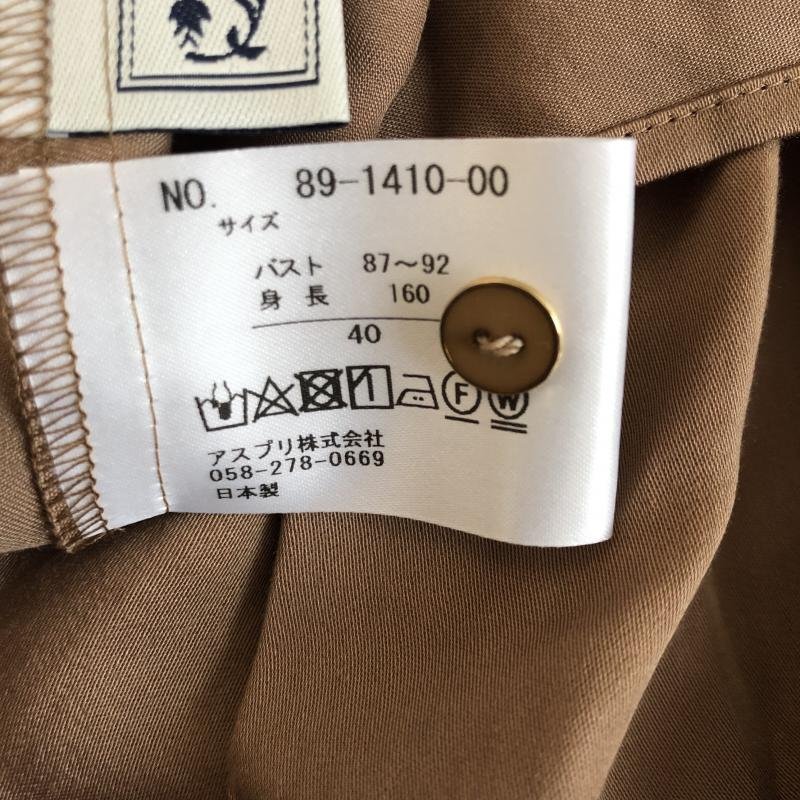 NO. 89-1410-00
サイズ
バスト 87～92
身長 160
40
F W
アスプリ株式会社
058-278-0669
日本製